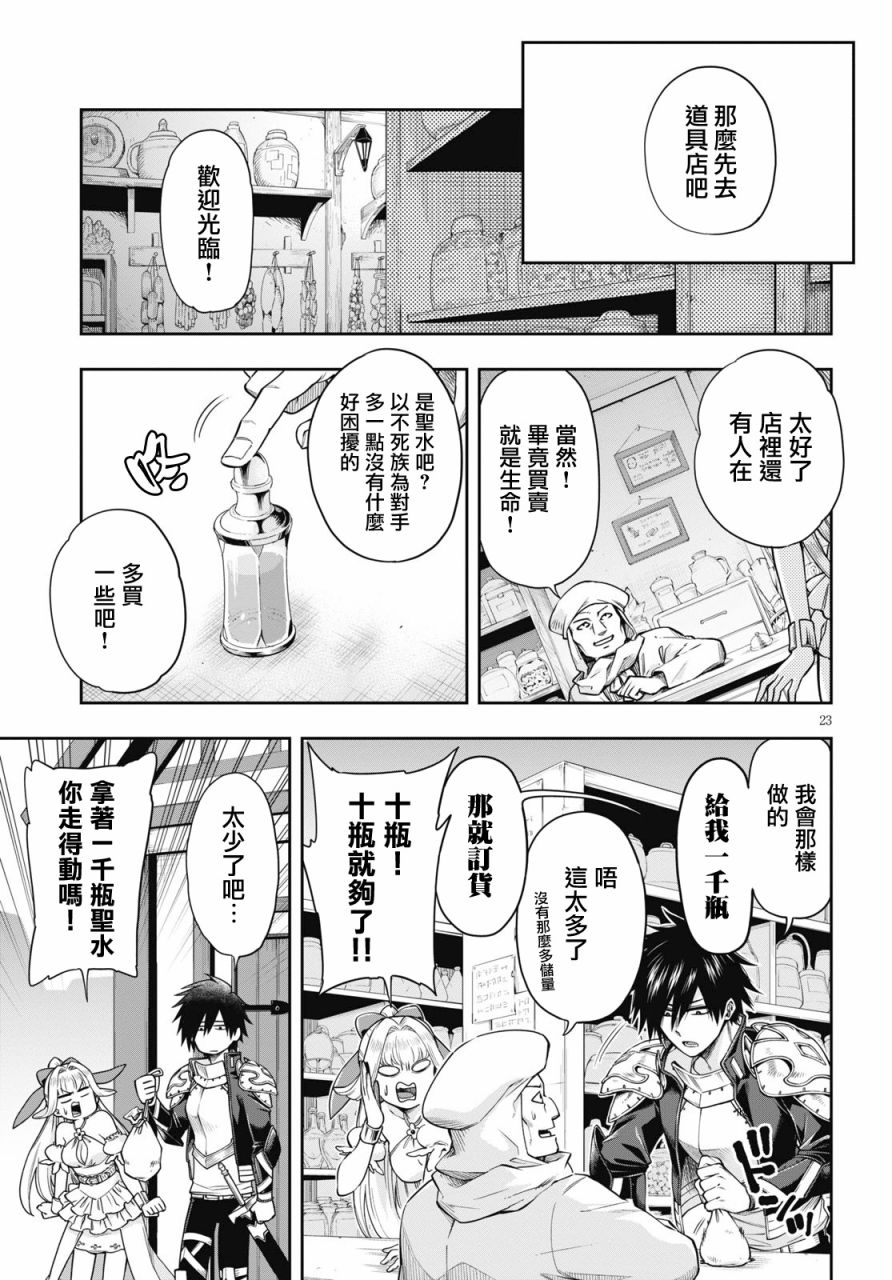 那麼先去
道具店吧
歡迎光臨！
太好了
店裡還
有人在
當然！
畢竟買賣
就是生命！
是聖水吧？
以不死族為對手
多一點沒有什麼
好困擾的
多買
一些吧！
23
我會那樣
做的
給我一千瓶
唔
這太多了
沒有那麼多儲量
那就訂貨
十瓶！
十瓶就夠了!!
ドン
太少了吧…
拿著一千瓶聖水
你走得動嗎！